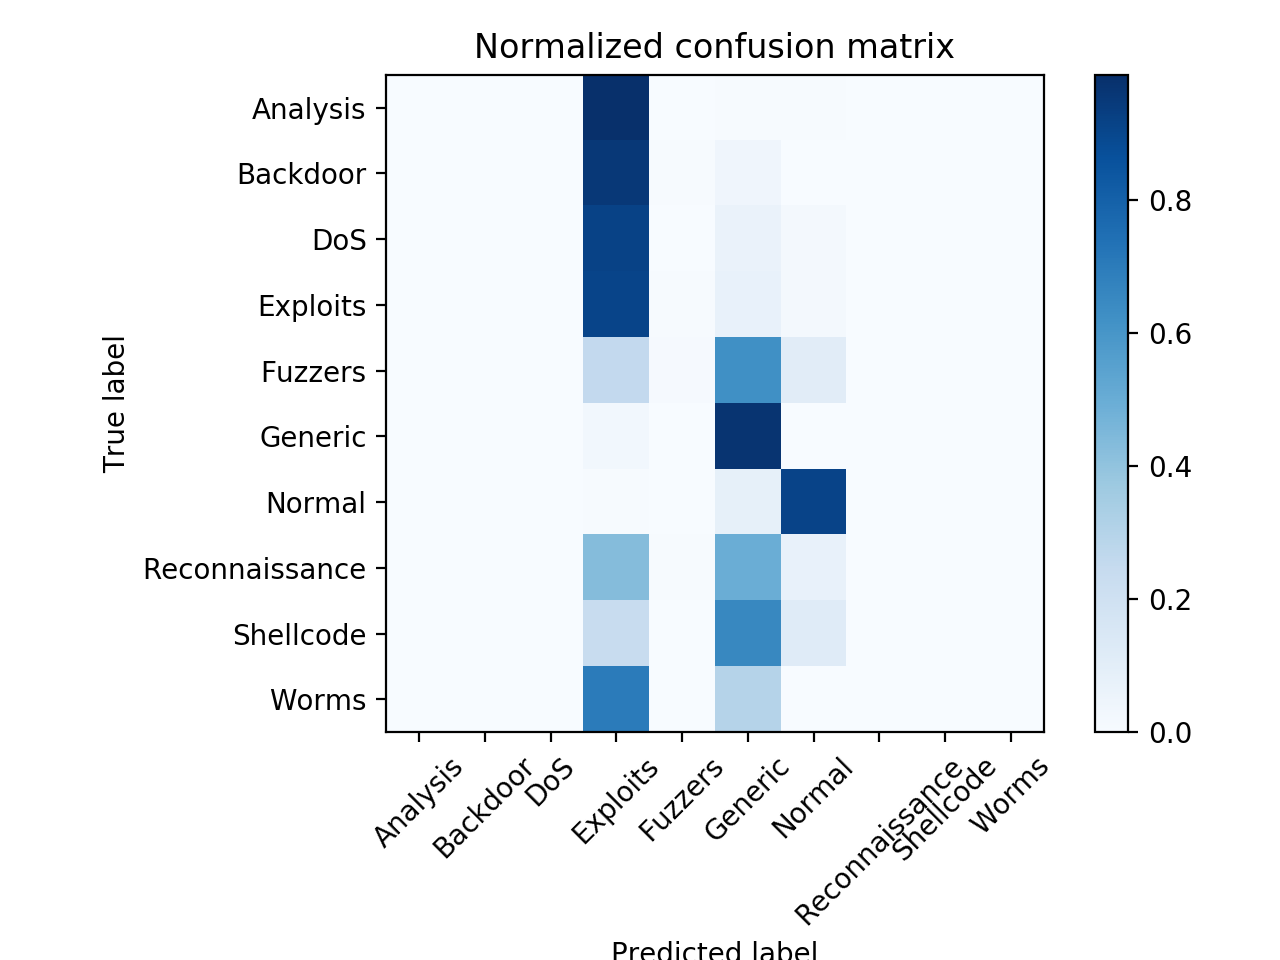 Normalized confusion matrix
True label
Analysis
Backdoor
DoS
Exploits
Fuzzers
Generic
Normal
Reconnaissance
Shellcode
Worms
Analysis
Backdoor
DoS
Exploits
Fuzzers
Generic
Normal
Reconnaissance
Shellcode
Worms
Predicted label
0.8
0.6
0.4
0.2
0.0